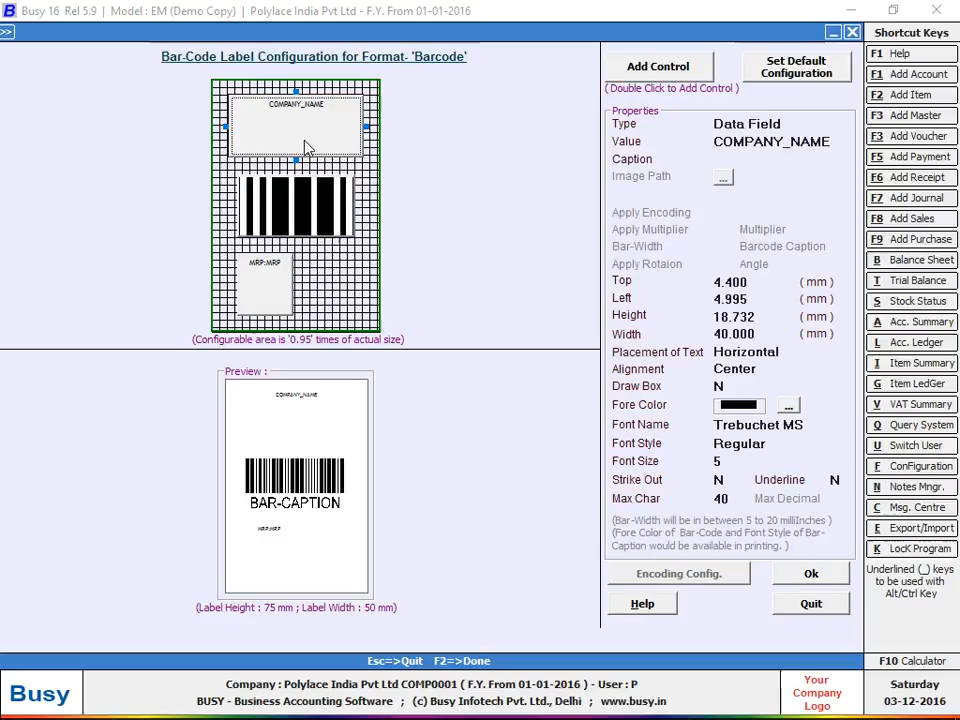 Busy 16 Rel 5.9 | Model : EM (Demo Copy) | Polylace India Pvt Ltd - F.Y. From 01-01-2016
>>
Bar-Code Label Configuration for Format- 'Barcode'
COMPANY_NAME
MRP:MRP
(Configurable area is '0.95' times of actual size)
Preview :
COMPANY_NAME
BAR-CAPTION
MRP:MRP
(Label Height : 75 mm ; Label Width : 50 mm)
Add Control
Set Default Configuration
( Double Click to Add Control )
Properties
Type Data Field
Value COMPANY_NAME
Caption
Image Path ...
Apply Encoding
Apply Multiplier Multiplier
Bar-Width Barcode Caption
Apply Rotaion Angle
Top 4.400 ( mm )
Left 4.995 ( mm )
Height 18.732 ( mm )
Width 40.000 ( mm )
Placement of Text Horizontal
Alignment Center
Draw Box N
Fore Color ...
Font Name Trebuchet MS
Font Style Regular
Font Size 5
Strike Out N Underline N
Max Char 40 Max Decimal
(Bar-Width will be in between 5 to 20 milliInches )
(Fore Color of Bar-Code and Font Style of Bar-
Caption would be available in printing. )
Encoding Config. Ok
Help Quit
Shortcut Keys
F1 Help
F1 Add Account
F2 Add Item
F3 Add Master
F3 Add Voucher
F5 Add Payment
F6 Add Receipt
F7 Add Journal
F8 Add Sales
F9 Add Purchase
B Balance Sheet
T Trial Balance
S Stock Status
A Acc. Summary
L Acc. Ledger
I Item Summary
G Item LedGer
V VAT Summary
Q Query System
U Switch User
F Configuration
N Notes Mngr.
C Msg. Centre
E Export/Import
K LocK Program
Underlined (_) keys
to be used with
Alt/Ctrl Key
Esc=>Quit F2=>Done
F10 Calculator
Busy
Company : Polylace India Pvt Ltd COMP0001 ( F.Y. From 01-01-2016 ) - User : P
BUSY - Business Accounting Software ; (c) Busy Infotech Pvt. Ltd., Delhi ; www.busy.in
Your
Company
Logo
Saturday
03-12-2016